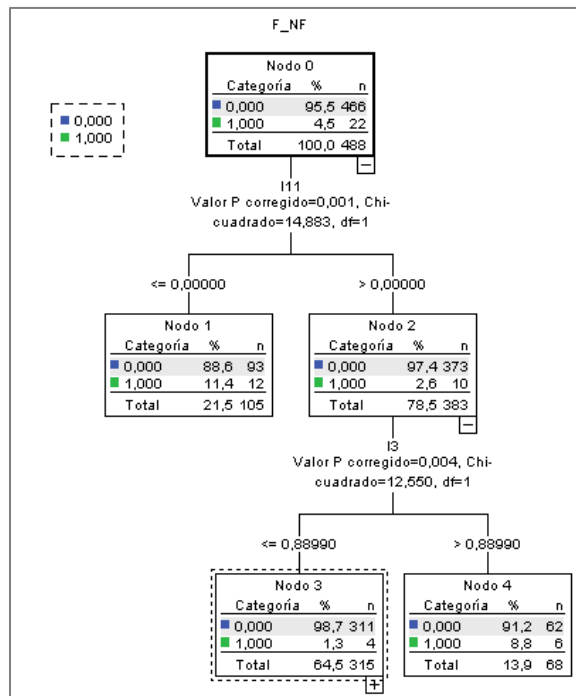 F_NF
Nodo 0
Categoría % n
0,000 95,5 466
1,000 4,5 22
Total 100,0 488
0,000
1,000
I11
Valor P corregido=0,001, Chi-
cuadrado=14,883, df=1
<= 0,00000
> 0,00000
Nodo 1
Categoría % n
0,000 88,6 93
1,000 11,4 12
Total 21,5 105
Nodo 2
Categoría % n
0,000 97,4 373
1,000 2,6 10
Total 78,5 383
I3
Valor P corregido=0,004, Chi-
cuadrado=12,550, df=1
<= 0,88990
> 0,88990
Nodo 3
Categoría % n
0,000 98,7 311
1,000 1,3 4
Total 64,5 315
Nodo 4
Categoría % n
0,000 91,2 62
1,000 8,8 6
Total 13,9 68